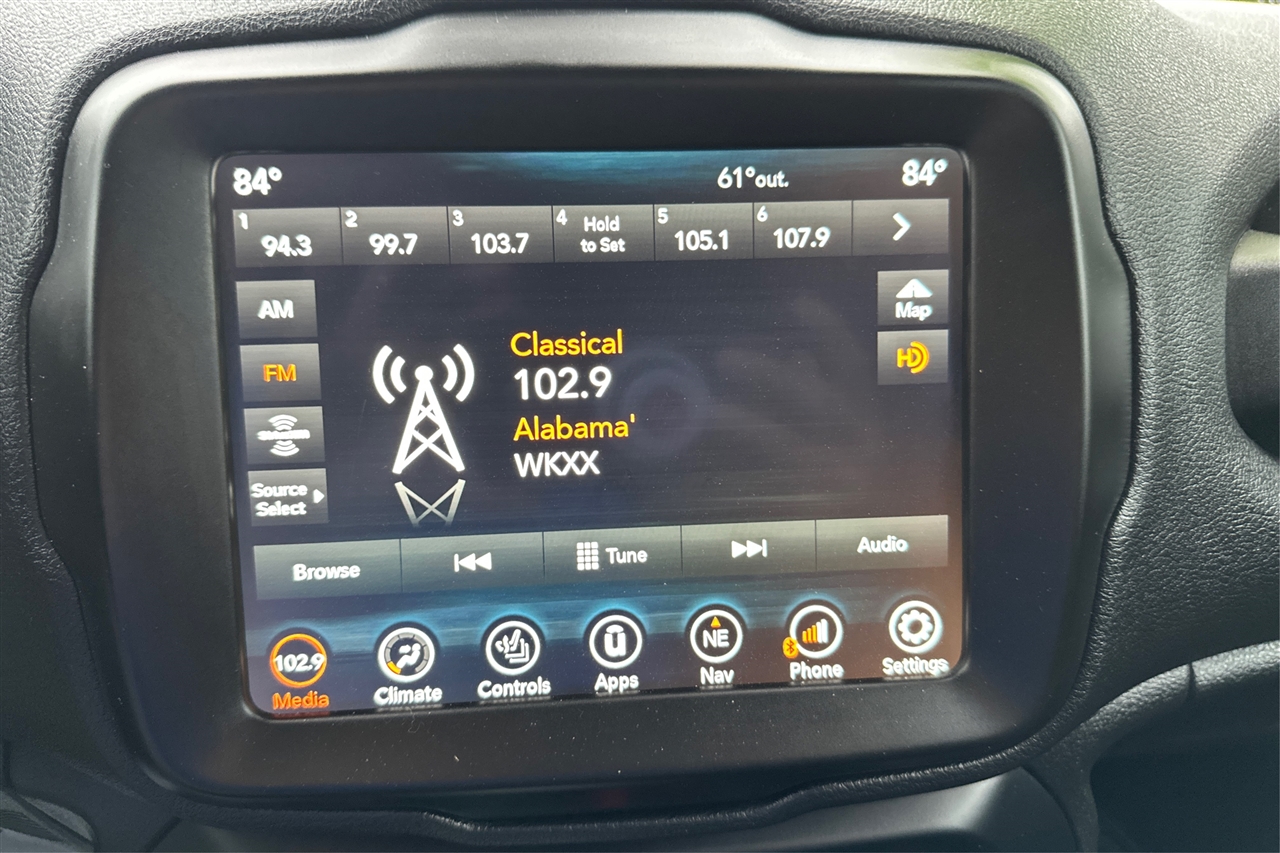 84° 61°out. 84°
1 94.3 2 99.7 3 103.7 4 Hold to Set 5 105.1 6 107.9
AM
Map
Classical
FM
102.9
HD
Alabama'
WKXX
Source
Select
Browse Tune Audio
102.9 NE
Media Climate Controls Apps Nav Phone Settings